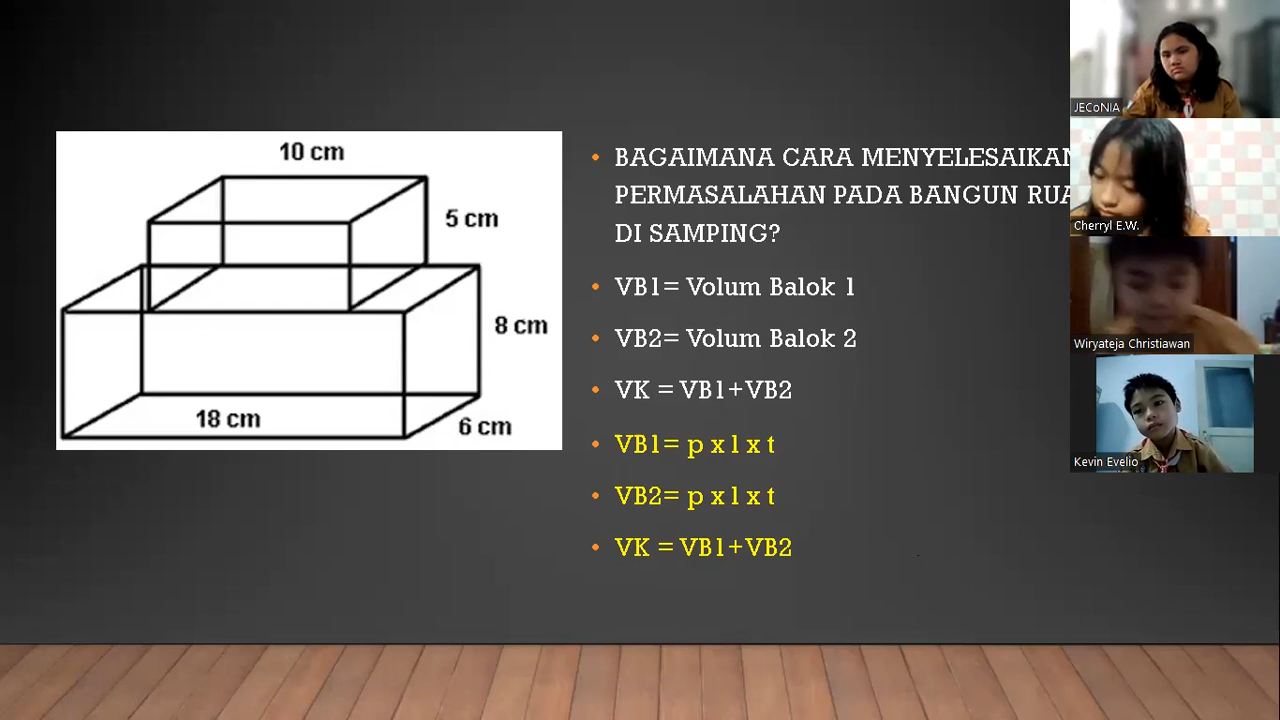 10 cm
5 cm
8 cm
18 cm
6 cm
• BAGAIMANA CARA MENYELESAIKAN
PERMASALAHAN PADA BANGUN
DI SAMPING?
• VB1= Volum Balok 1
• VB2= Volum Balok 2
• VK = VB1+VB2
• VB1= p x l x t
• VB2= p x l x t
• VK = VB1+VB2
JECoNIA
Cherryl E.W.
Wiryateja Christiawan
Kevin Evelio